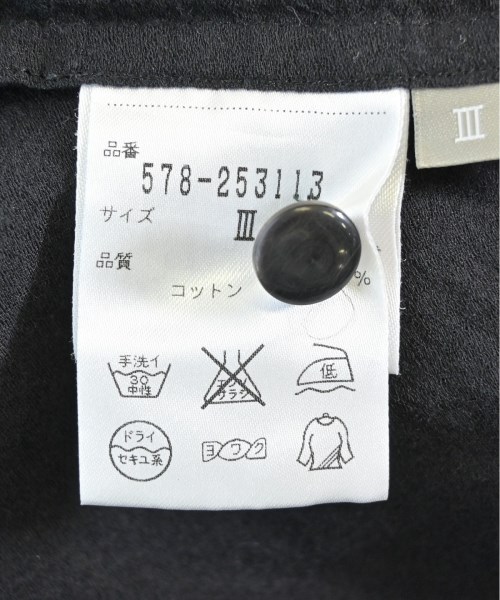 品番
578-253113
サイズ Ⅲ
Ⅲ
品質
コットン %
手洗イ
30
中性
エンソ
サラシ
低
ドライ
セキユ系
ヨワク